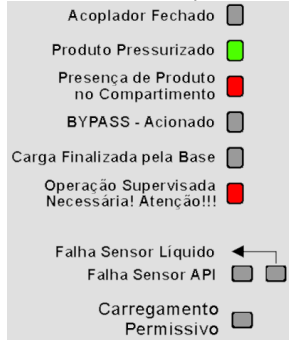 Acoplador Fechado
Produto Pressurizado
Presença de Produto
no Compartimento
BYPASS - Acionado
Carga Finalizada pela Base
Operação Supervisada
Necessária! Atenção!!!
Falha Sensor Líquido
Falha Sensor API
Carregamento
Permissivo